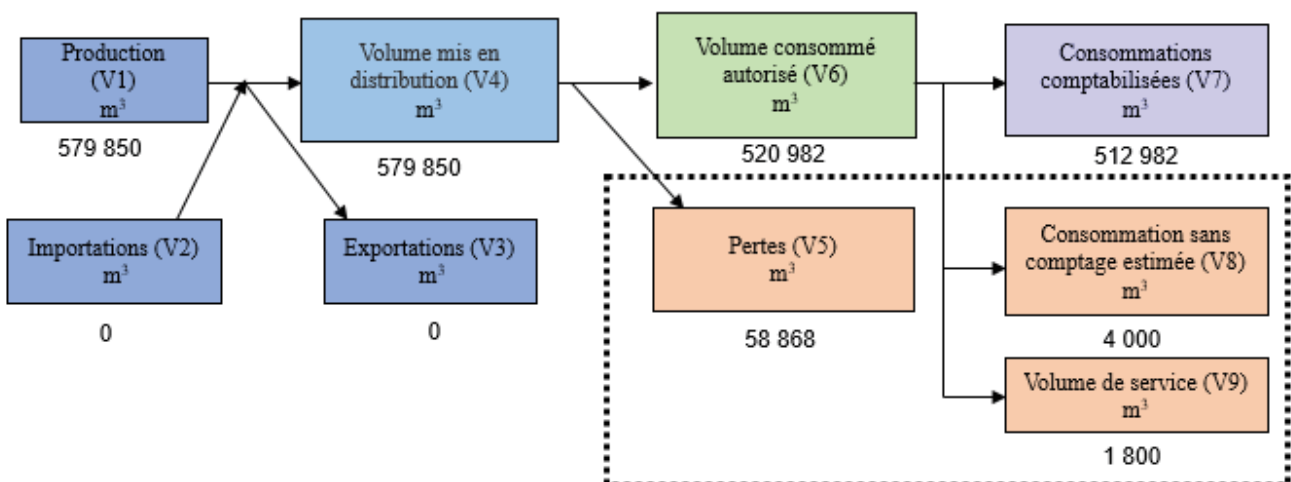 Production
(V1)
m³
579 850
Volume mis en
distribution (V4)
m³
579 850
Volume consommé
autorisé (V6)
m³
520 982
Consommations
comptabilisées (V7)
m³
512 982
Importations (V2)
m³
0
Exportations (V3)
m³
0
Pertes (V5)
m³
58 868
Consommation sans
comptage estimée (V8)
m³
4 000
Volume de service (V9)
m³
1 800